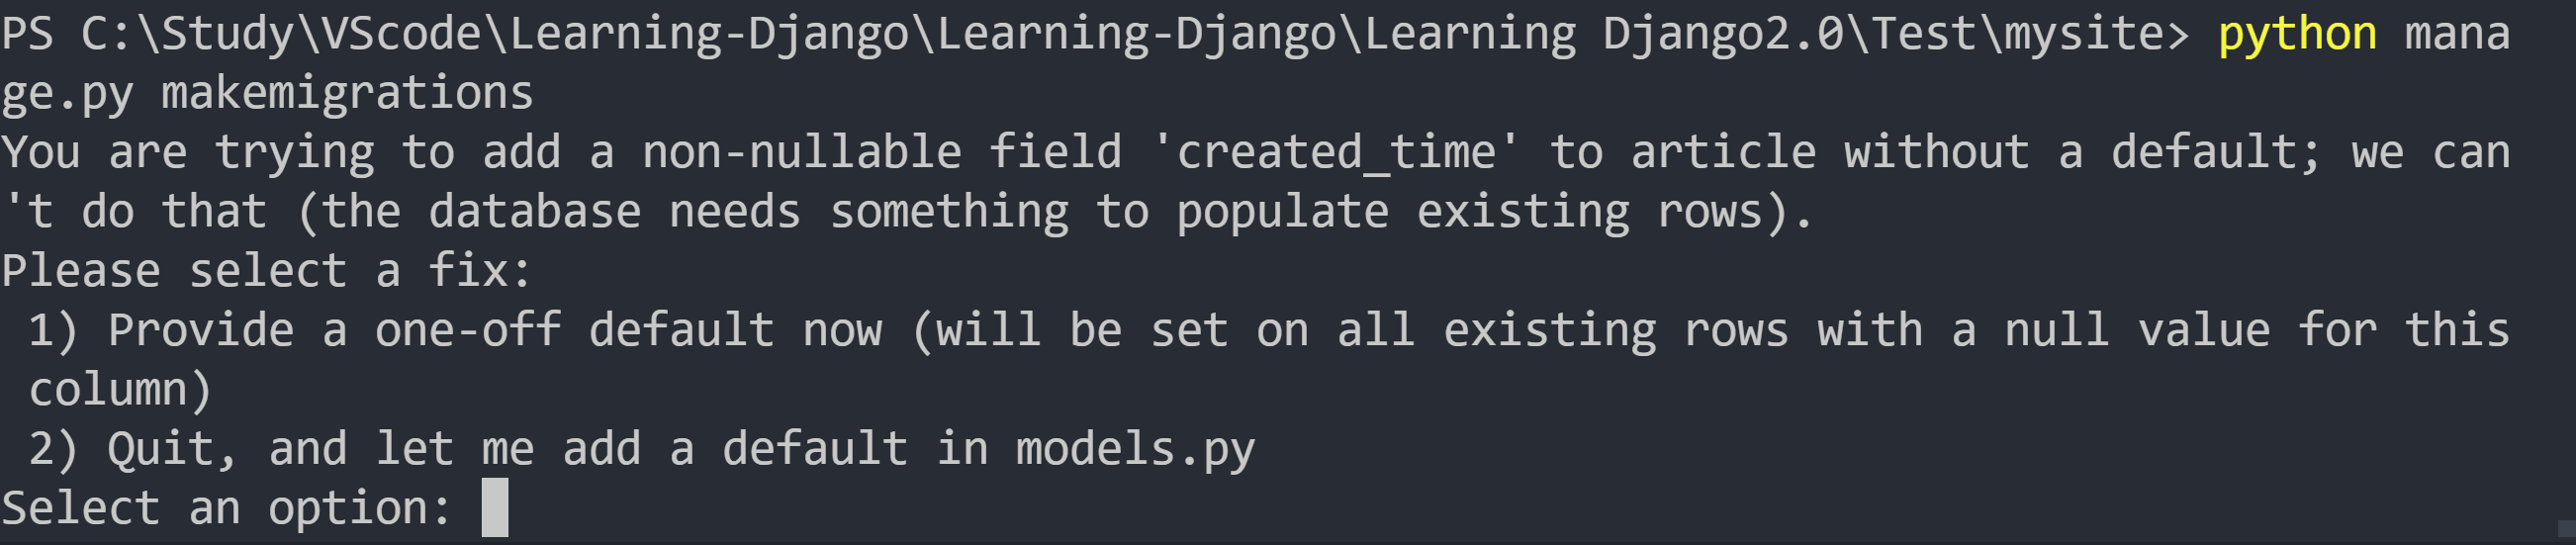 PS C:\Study\VScode\Learning-Django\Learning-Django\Learning Django2.0\Test\mysite> python mana
ge.py makemigrations
You are trying to add a non-nullable field 'created_time' to article without a default; we can
't do that (the database needs something to populate existing rows).
Please select a fix:
 1) Provide a one-off default now (will be set on all existing rows with a null value for this
 column)
 2) Quit, and let me add a default in models.py
Select an option: